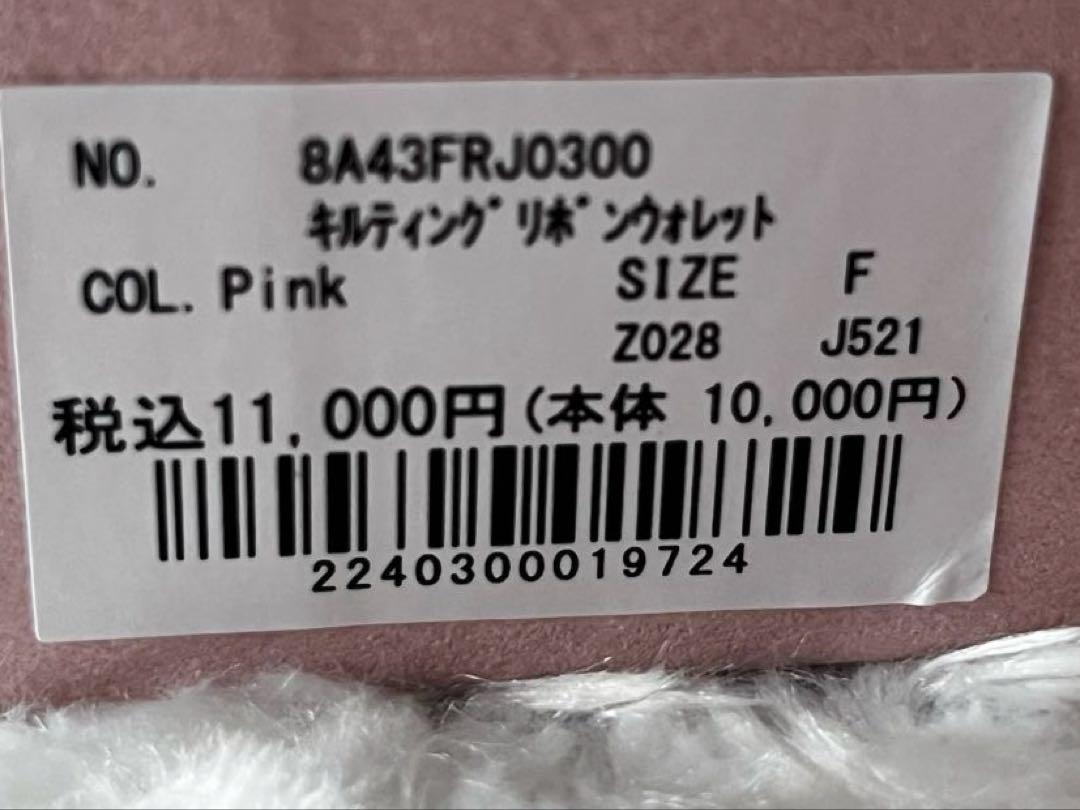 NO. 8A43FRJ0300
ｷﾙﾃｨﾝｸﾞﾘﾎﾞﾝｳｫﾚｯﾄ
COL. Pink SIZE F
Z028 J521
税込11,000円(本体 10,000円)
2240300019724